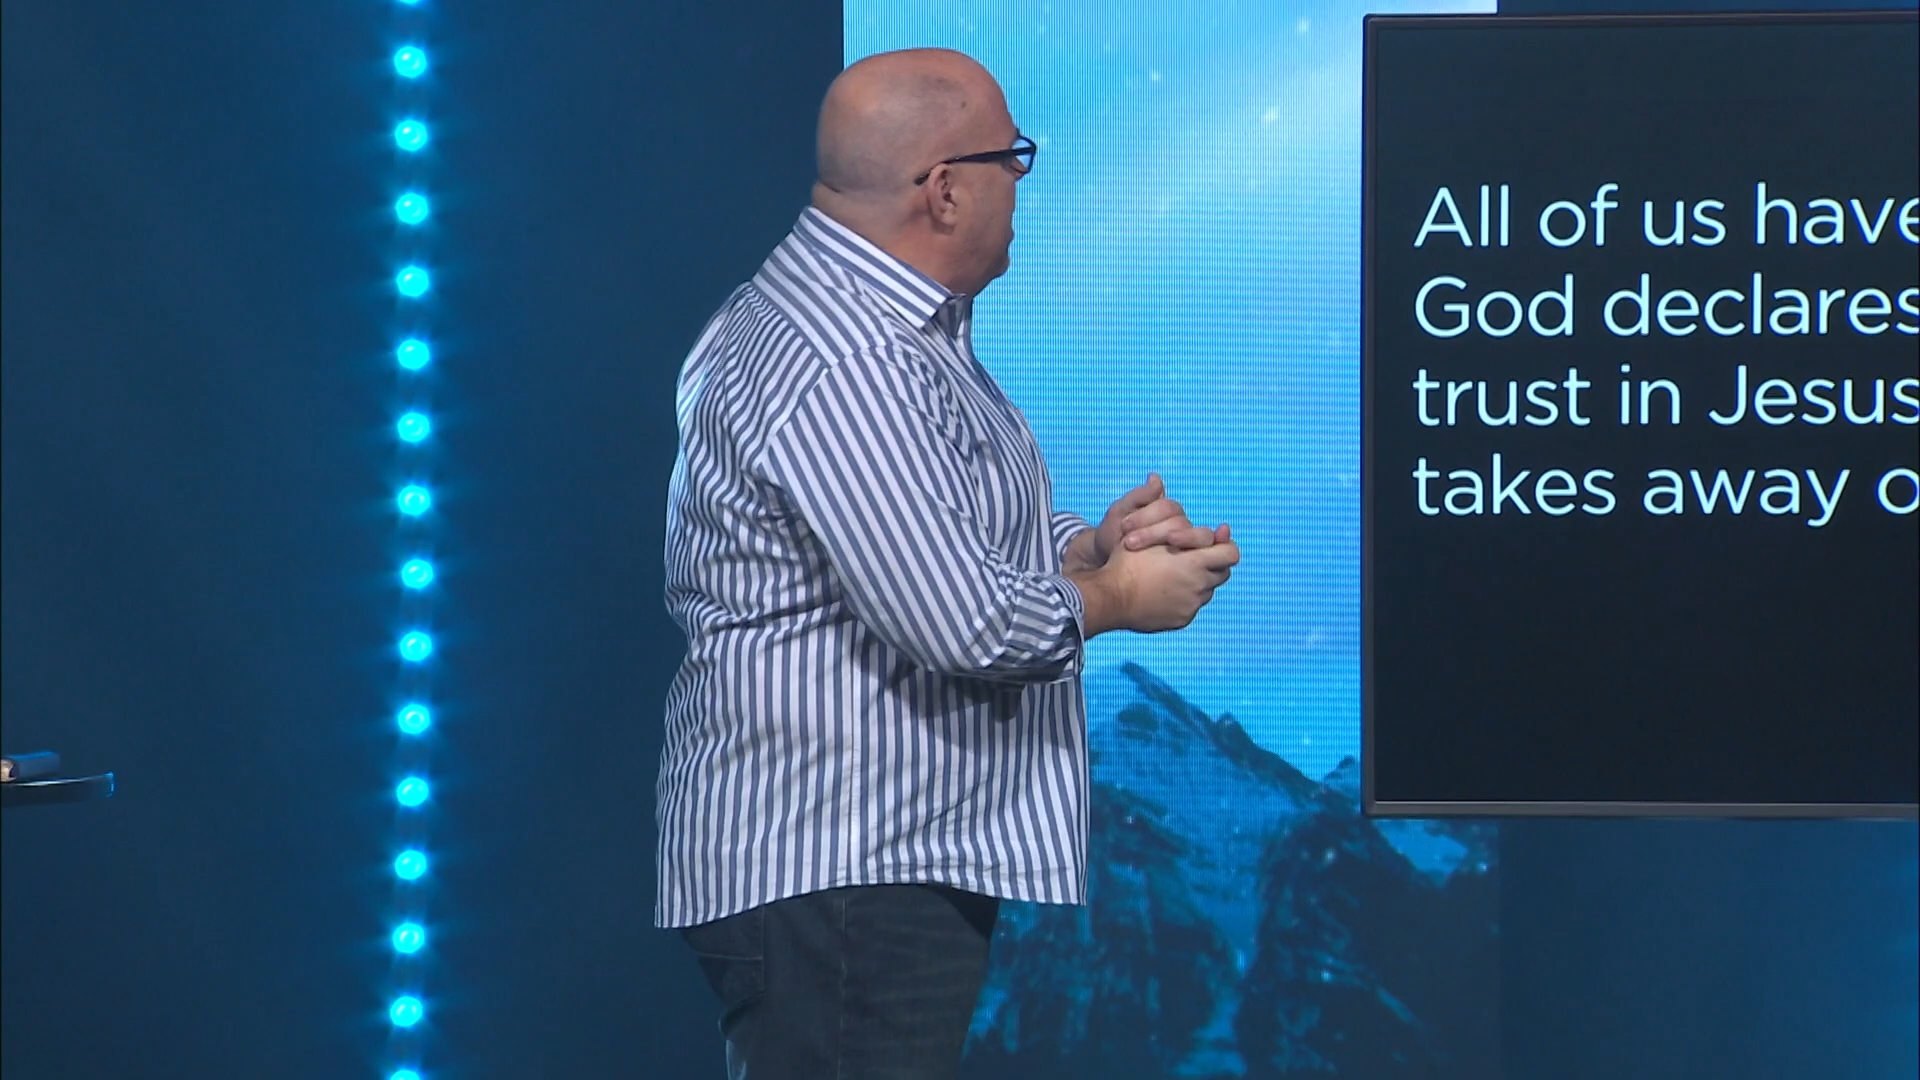 All of us have
God declares
trust in Jesus
takes away o